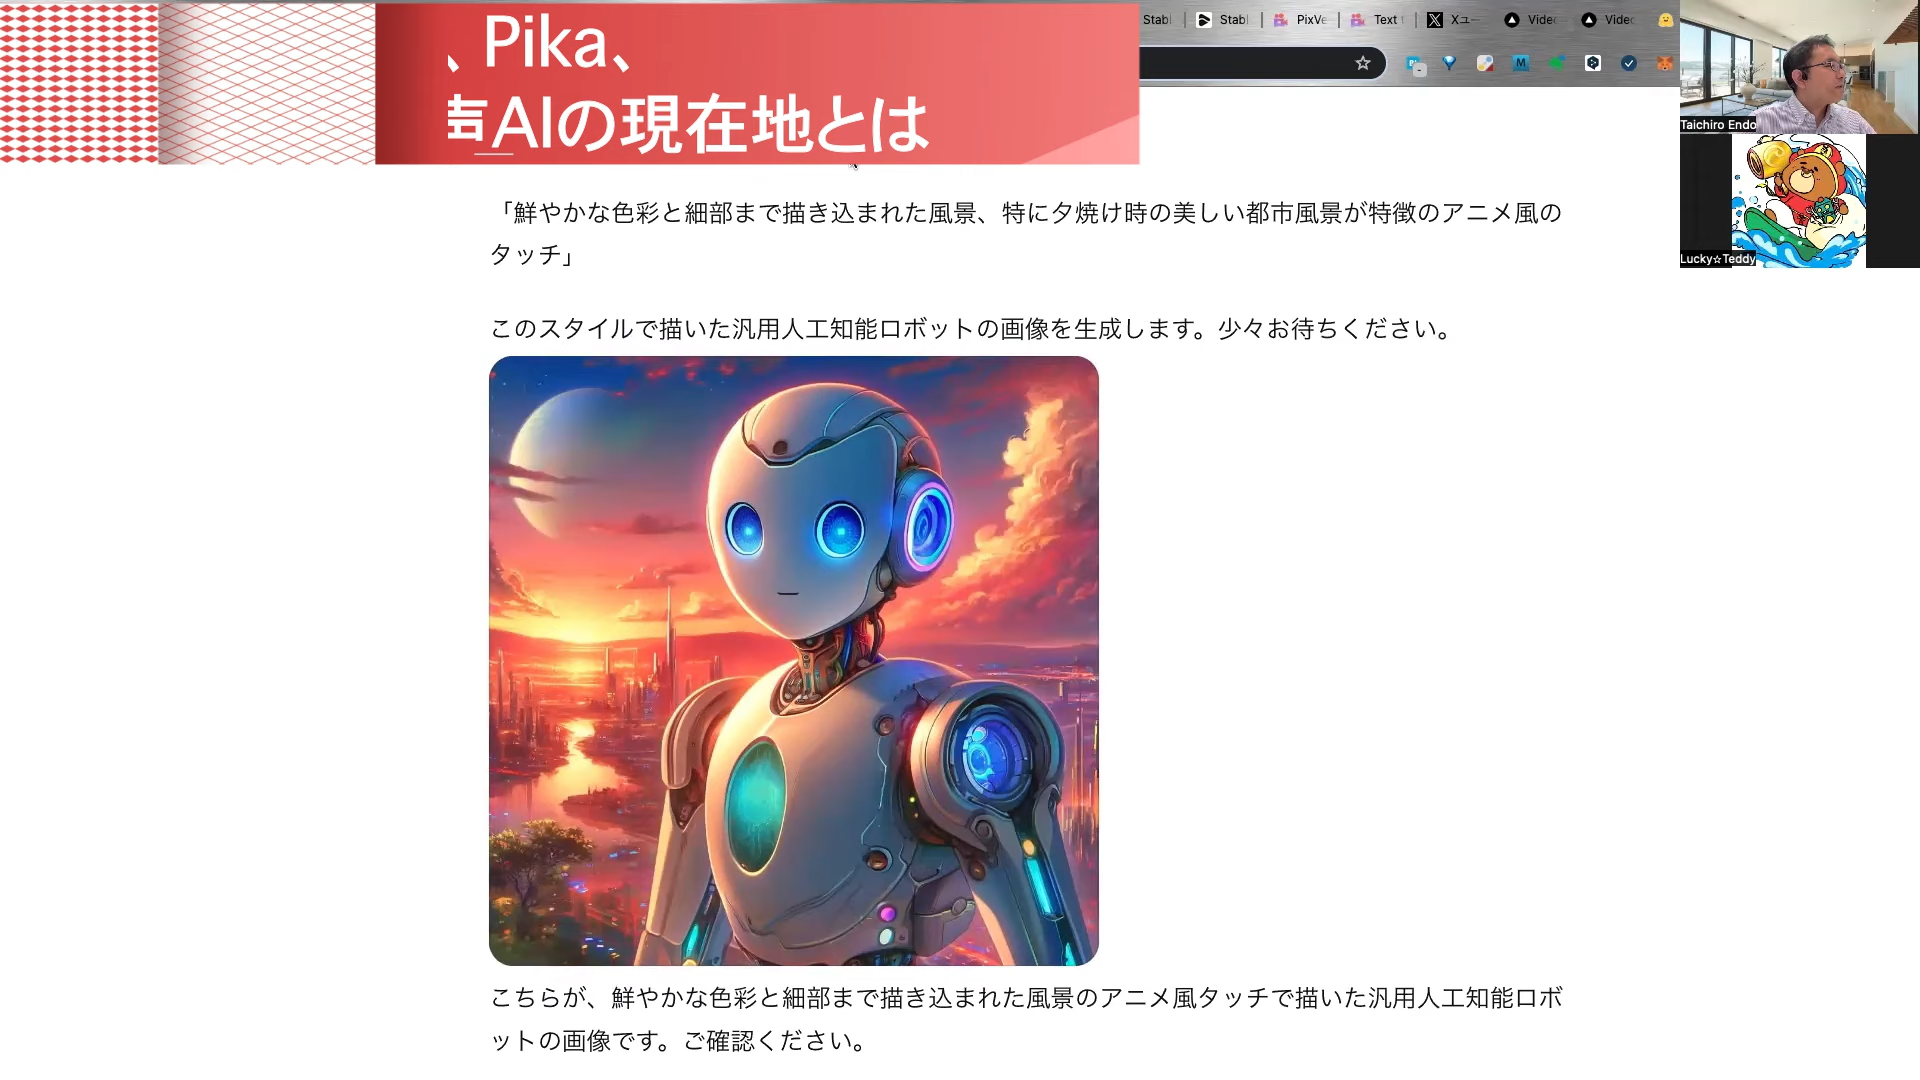 、Pika、
AIの現在地とは
Stabl
Stabl
PixVe
Text t
Xユー
Video
Video
Taichiro Endo
Lucky☆Teddy
「鮮やかな色彩と細部まで描き込まれた風景、特に夕焼け時の美しい都市風景が特徴のアニメ風の
タッチ」
このスタイルで描いた汎用人工知能ロボットの画像を生成します。少々お待ちください。
こちらが、鮮やかな色彩と細部まで描き込まれた風景のアニメ風タッチで描いた汎用人工知能ロボ
ットの画像です。ご確認ください。